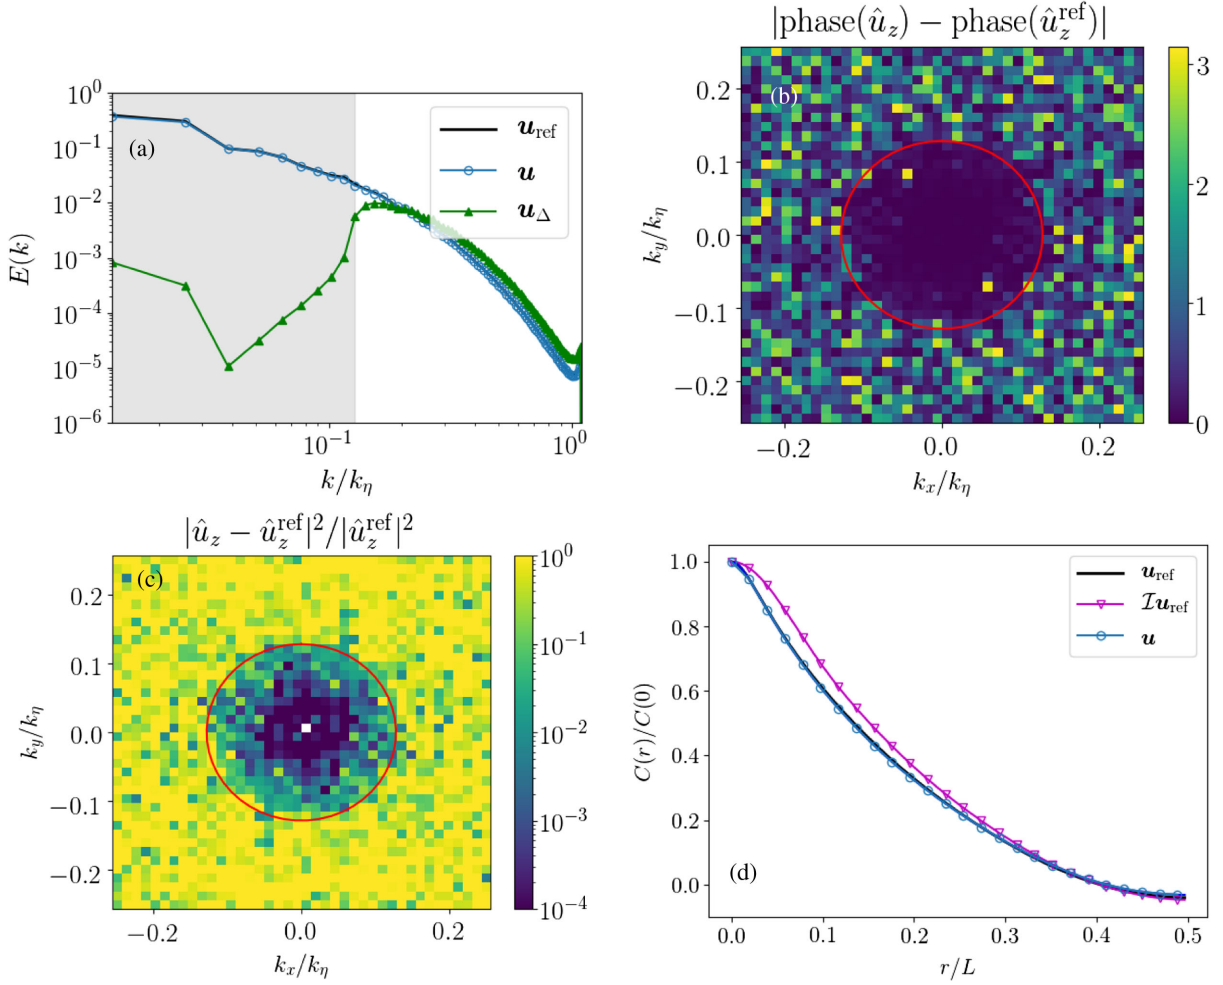 |phase(û_z) − phase(û_z^ref)|
10^0
10^-1
10^-2
10^-3
10^-4
10^-5
10^-6
E(k)
(a)
u_ref
u
u_Δ
10^-1
10^0
k/k_η
0.2
0.1
0.0
−0.1
−0.2
k_y/k_η
(b)
−0.2
0.0
0.2
k_x/k_η
3
2
1
0
|û_z − û_z^ref|^2/|û_z^ref|^2
0.2
0.1
0.0
−0.1
−0.2
k_y/k_η
(c)
−0.2
0.0
0.2
k_x/k_η
10^0
10^-1
10^-2
10^-3
10^-4
1.0
0.8
0.6
0.4
0.2
0.0
C(r)/C(0)
u_ref
ℐu_ref
u
(d)
0.0
0.1
0.2
0.3
0.4
0.5
r/L